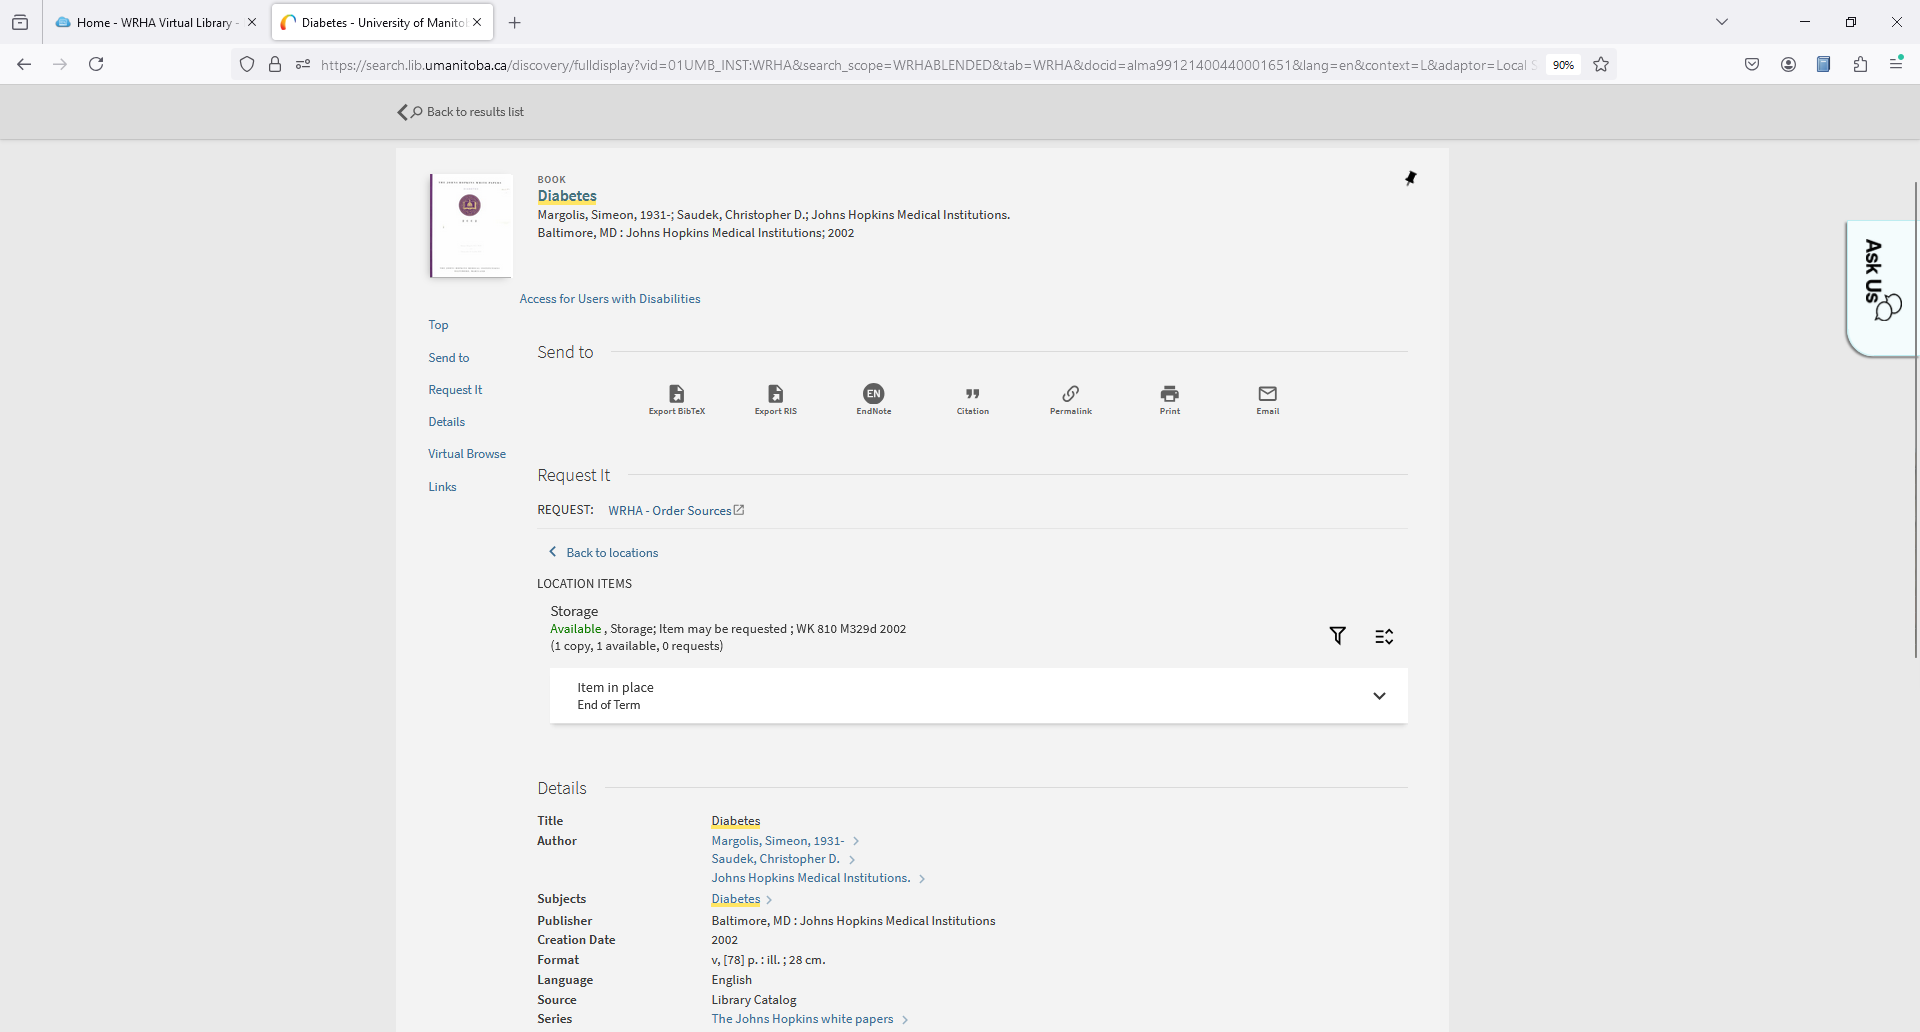 Home - WRHA Virtual Library -
Diabetes - University of Manito
https://search.lib.umanitoba.ca/discovery/fulldisplay?vid=01UMB_INST:WRHA&search_scope=WRHABLENDED&tab=WRHA&docid=alma99121400440001651&lang=en&context=L&adaptor=Local S
90%
Back to results list
BOOK
Diabetes
Margolis, Simeon, 1931-; Saudek, Christopher D.; Johns Hopkins Medical Institutions.
Baltimore, MD : Johns Hopkins Medical Institutions; 2002
Ask Us
Access for Users with Disabilities
Top
Send to
Request It
Details
Virtual Browse
Links
Send to
EN
Export BibTeX
Export RIS
EndNote
Citation
Permalink
Print
Email
Request It
REQUEST: WRHA - Order Sources
Back to locations
LOCATION ITEMS
Storage
Available , Storage; Item may be requested ; WK 810 M329d 2002
(1 copy, 1 available, 0 requests)
Item in place
End of Term
Details
Title Diabetes
Author Margolis, Simeon, 1931-
Saudek, Christopher D.
Johns Hopkins Medical Institutions.
Subjects Diabetes
Publisher Baltimore, MD : Johns Hopkins Medical Institutions
Creation Date 2002
Format v, [78] p. : ill. ; 28 cm.
Language English
Source Library Catalog
Series The Johns Hopkins white papers